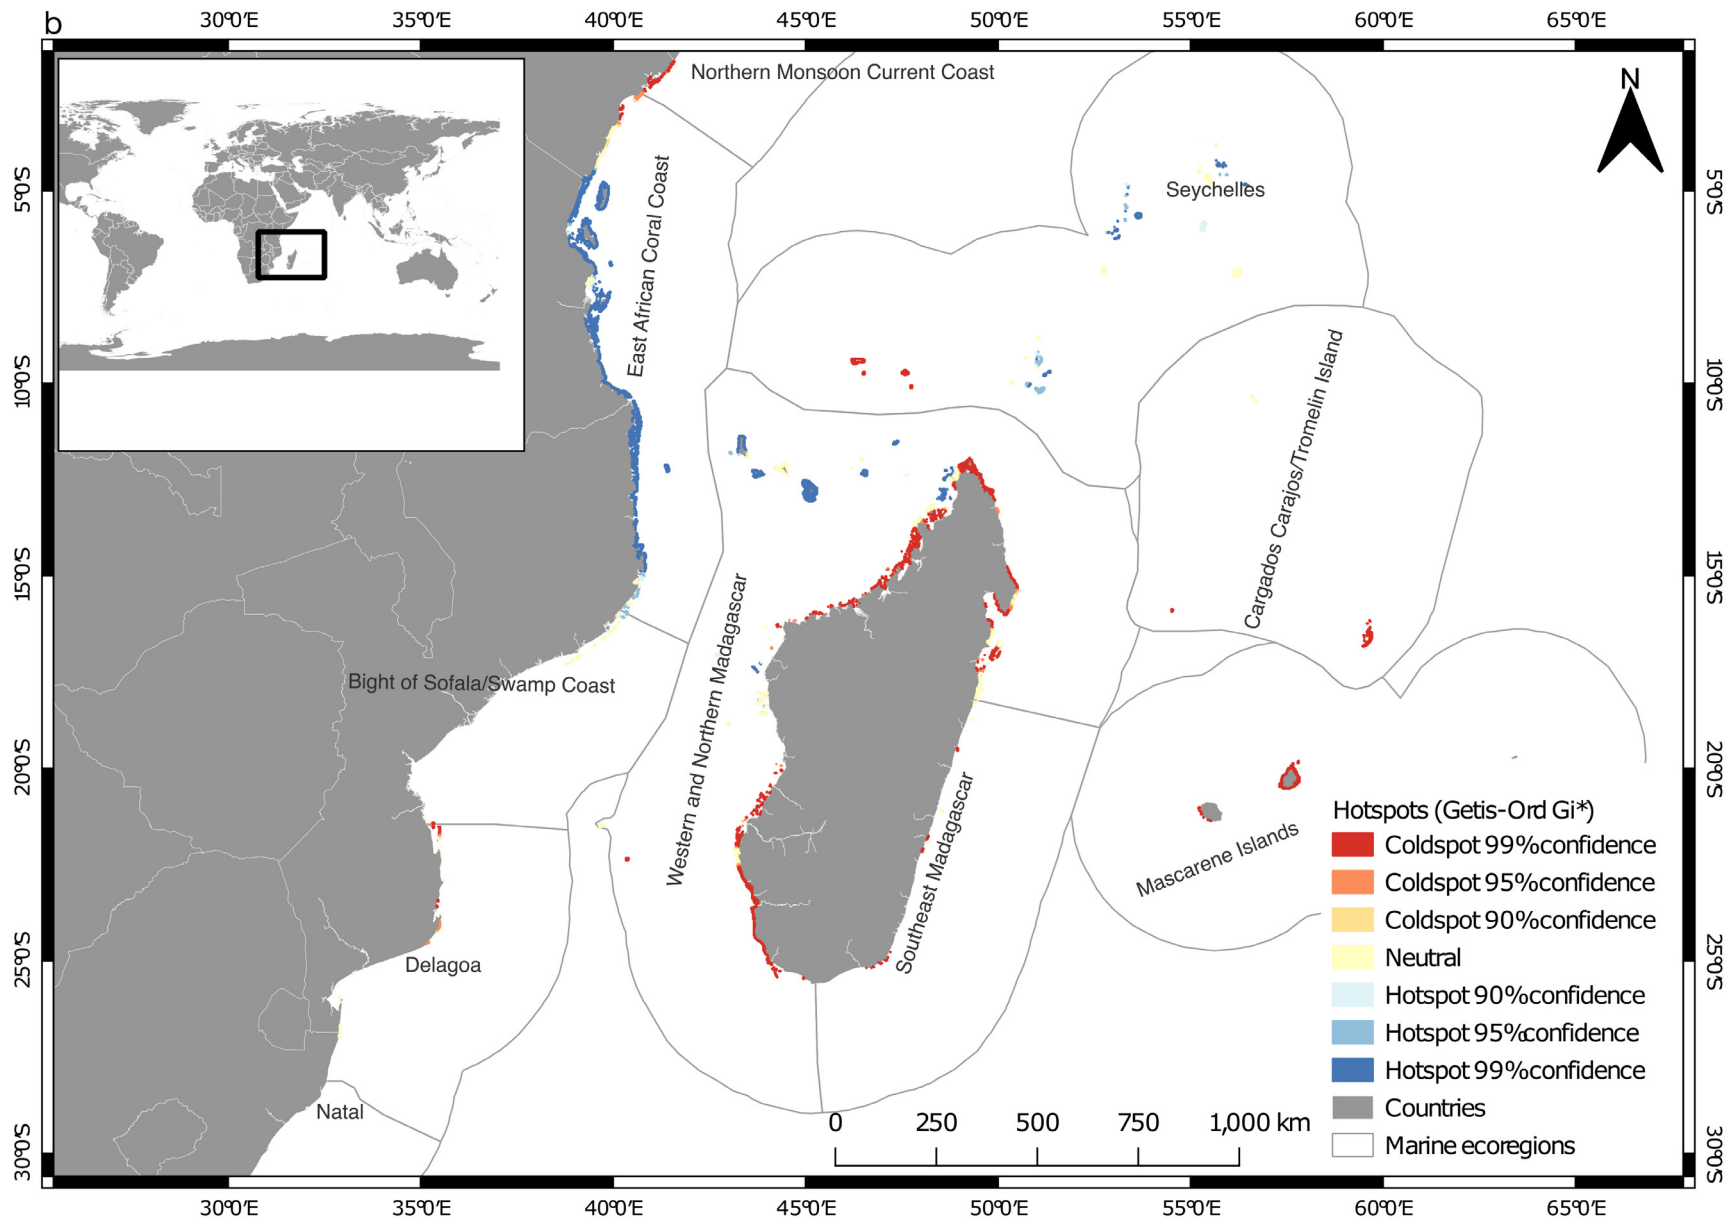 b
30°0'E 35°0'E 40°0'E 45°0'E 50°0'E 55°0'E 60°0'E 65°0'E
Northern Monsoon Current Coast
N
5°0'S
5°0'S
Seychelles
East African Coral Coast
10°0'S
10°0'S
Cargados Carajos/Tromelin Island
15°0'S
15°0'S
Western and Northern Madagascar
Bight of Sofala/Swamp Coast
20°0'S
20°0'S
Southeast Madagascar
Mascarene Islands
Hotspots (Getis-Ord Gi*)
Coldspot 99% confidence
Coldspot 95% confidence
Coldspot 90% confidence
Neutral
Hotspot 90% confidence
Hotspot 95% confidence
Hotspot 99% confidence
Countries
Marine ecoregions
25°0'S
25°0'S
Delagoa
Natal
0 250 500 750 1,000 km
30°0'S
30°0'S
30°0'E 35°0'E 40°0'E 45°0'E 50°0'E 55°0'E 60°0'E 65°0'E